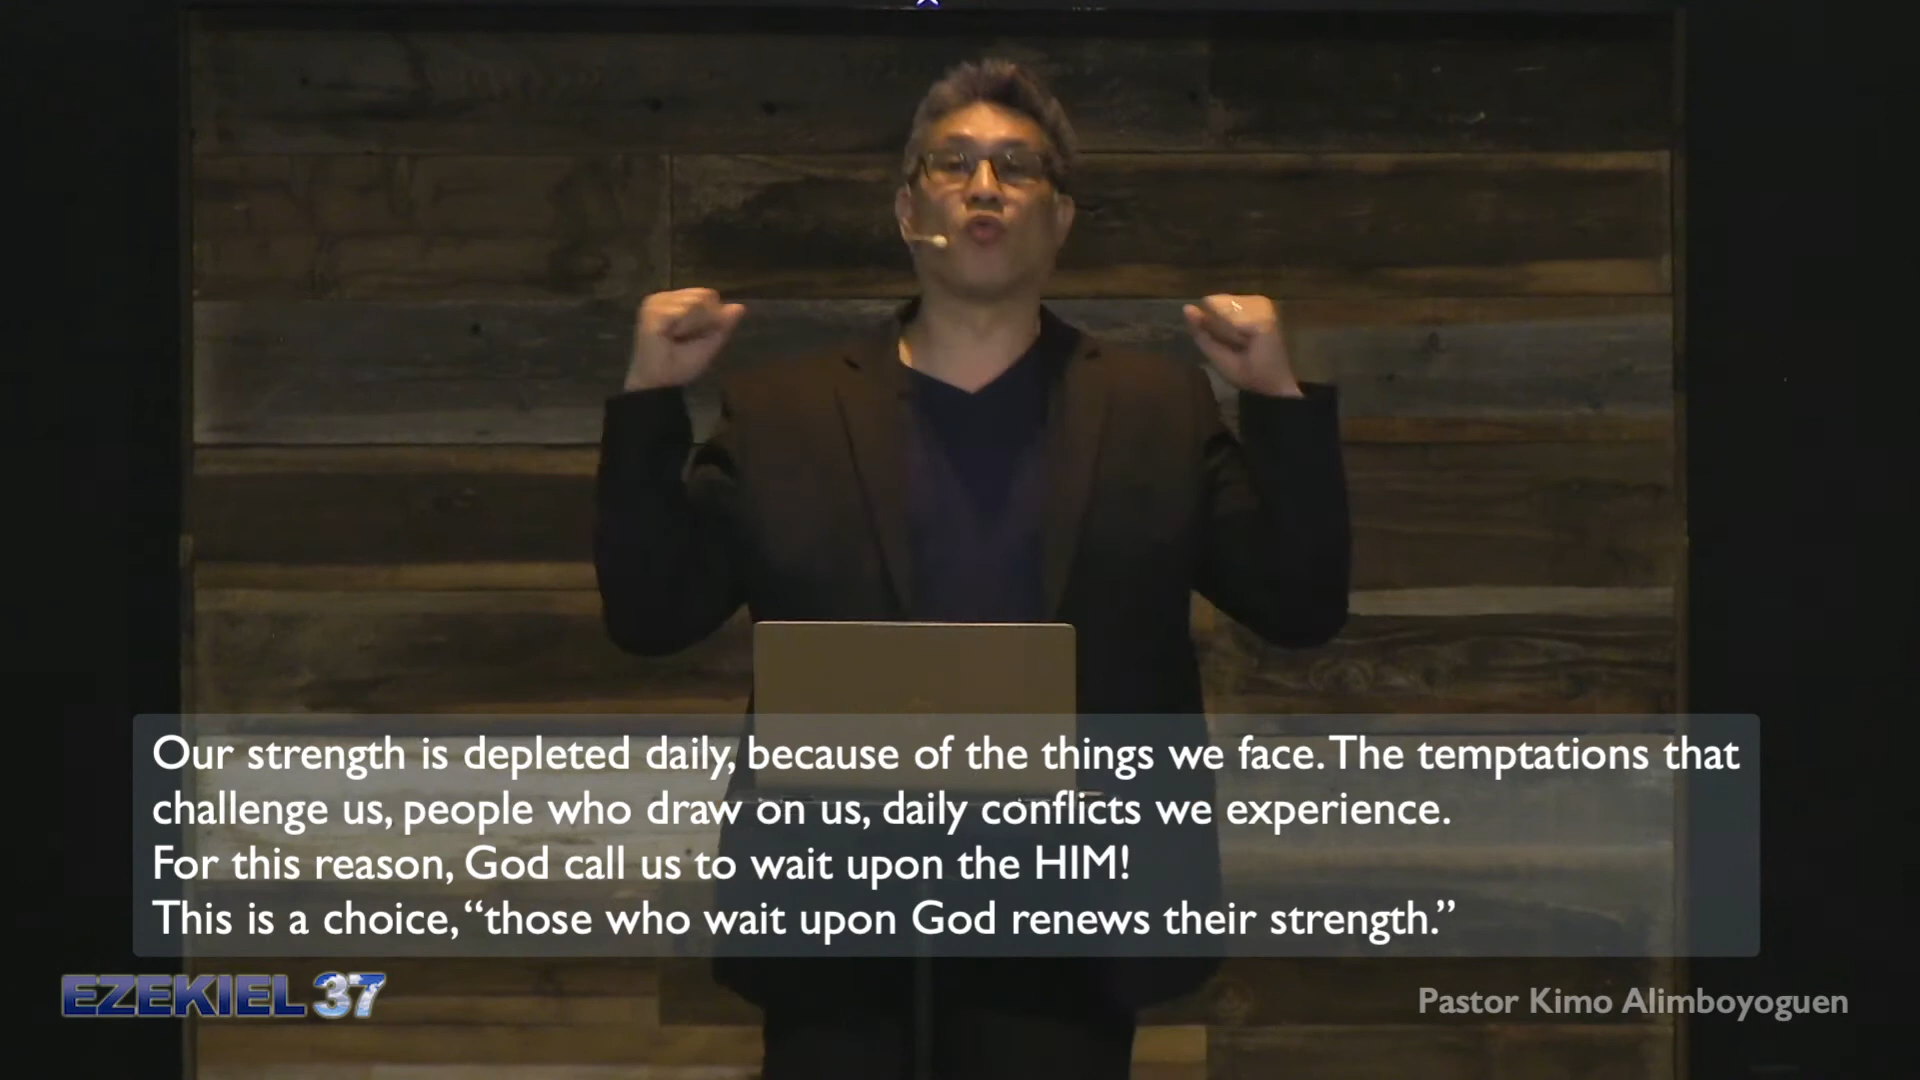 Our strength is depleted daily, because of the things we face. The temptations that
challenge us, people who draw on us, daily conflicts we experience.
For this reason, God call us to wait upon the HIM!
This is a choice, “those who wait upon God renews their strength.”
EZEKIEL 37
Pastor Kimo Alimboyoguen